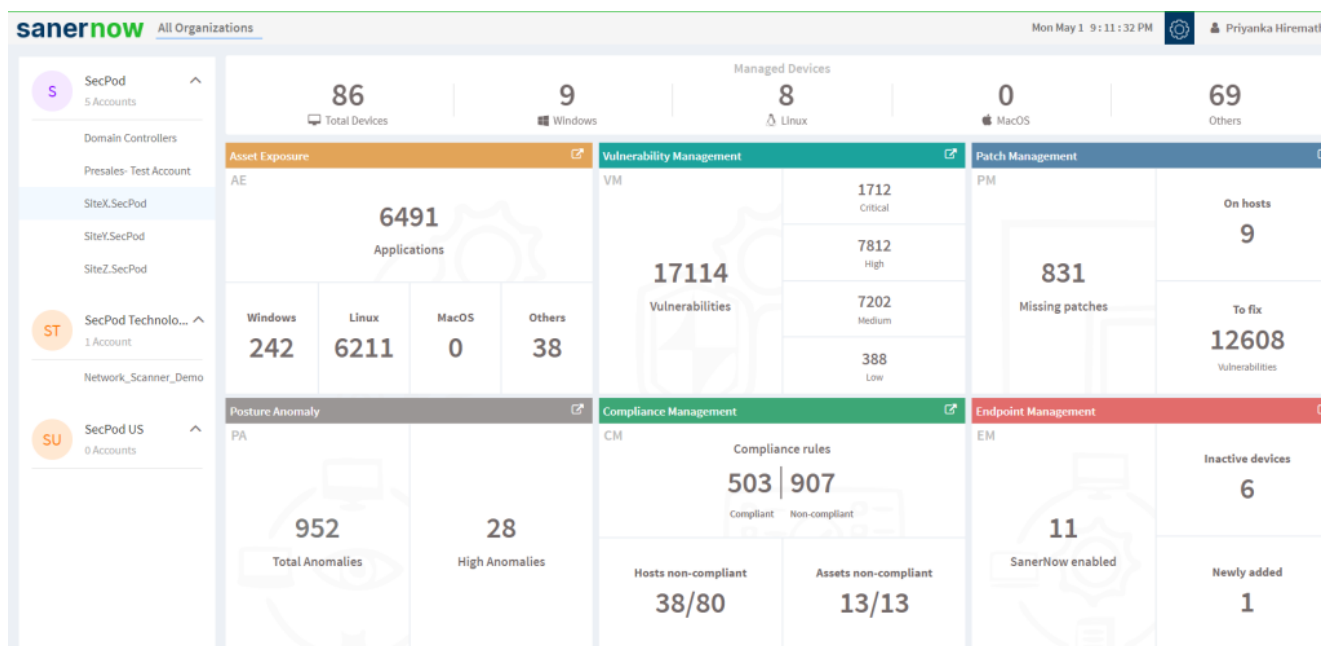 sanernow All Organizations Mon May 1 9:11:32 PM Priyanka Hiremath
S SecPod
5 Accounts
Domain Controllers
Presales- Test Account
SiteX.SecPod
SiteY.SecPod
SiteZ.SecPod
ST SecPod Technolo...
1 Account
Network_Scanner_Demo
SU SecPod US
0 Accounts
Managed Devices
86 9 8 0 69
Total Devices Windows Linux MacOS Others
Asset Exposure
AE
6491
Applications
Windows Linux MacOS Others
242 6211 0 38
Vulnerability Management
VM
17114
Vulnerabilities
1712
Critical
7812
High
7202
Medium
388
Low
Patch Management
PM
831
Missing patches
On hosts
9
To fix
12608
Vulnerabilities
Posture Anomaly
PA
952
Total Anomalies
28
High Anomalies
Compliance Management
CM
Compliance rules
503 907
Compliant Non-compliant
Hosts non-compliant
38/80
Assets non-compliant
13/13
Endpoint Management
EM
11
SanerNow enabled
Inactive devices
6
Newly added
1